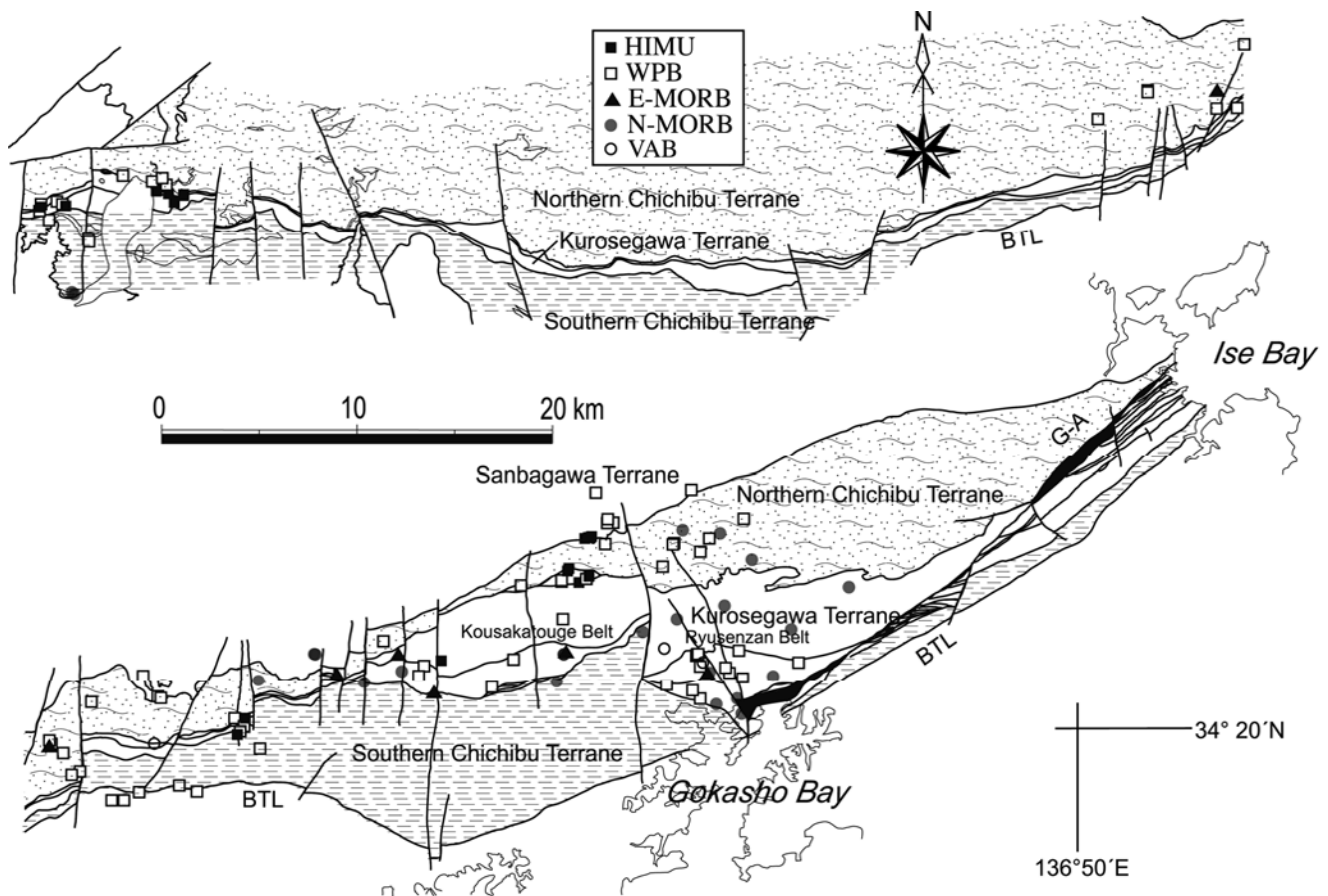 N
HIMU
WPB
E-MORB
N-MORB
VAB
Northern Chichibu Terrane
Kurosegawa Terrane
BTL
Southern Chichibu Terrane
Ise Bay
0 10 20 km
G-A
Sanbagawa Terrane
Northern Chichibu Terrane
Kurosegawa Terrane
Kousakatouge Belt
Ryusenzan Belt
BTL
34° 20´N
Southern Chichibu Terrane
BTL
Gokasho Bay
136°50´E